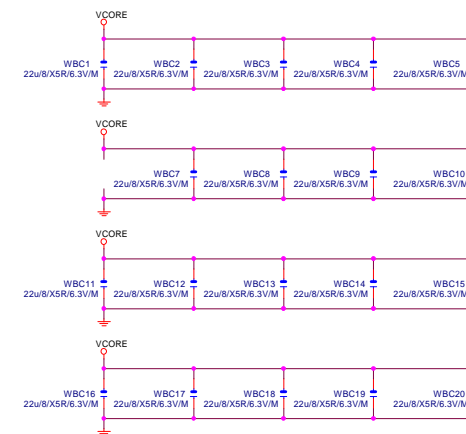 VCORE
WBC1 WBC2 WBC3 WBC4 WBC5
22u/8/X5R/6.3V/M 22u/8/X5R/6.3V/M 22u/8/X5R/6.3V/M 22u/8/X5R/6.3V/M 22u/8/X5R/6.3V/M
VCORE
WBC7 WBC8 WBC9 WBC10
22u/8/X5R/6.3V/M 22u/8/X5R/6.3V/M 22u/8/X5R/6.3V/M 22u/8/X5R/6.3V/M
VCORE
WBC11 WBC12 WBC13 WBC14 WBC15
22u/8/X5R/6.3V/M 22u/8/X5R/6.3V/M 22u/8/X5R/6.3V/M 22u/8/X5R/6.3V/M 22u/8/X5R/6.3V/M
VCORE
WBC16 WBC17 WBC18 WBC19 WBC20
22u/8/X5R/6.3V/M 22u/8/X5R/6.3V/M 22u/8/X5R/6.3V/M 22u/8/X5R/6.3V/M 22u/8/X5R/6.3V/M